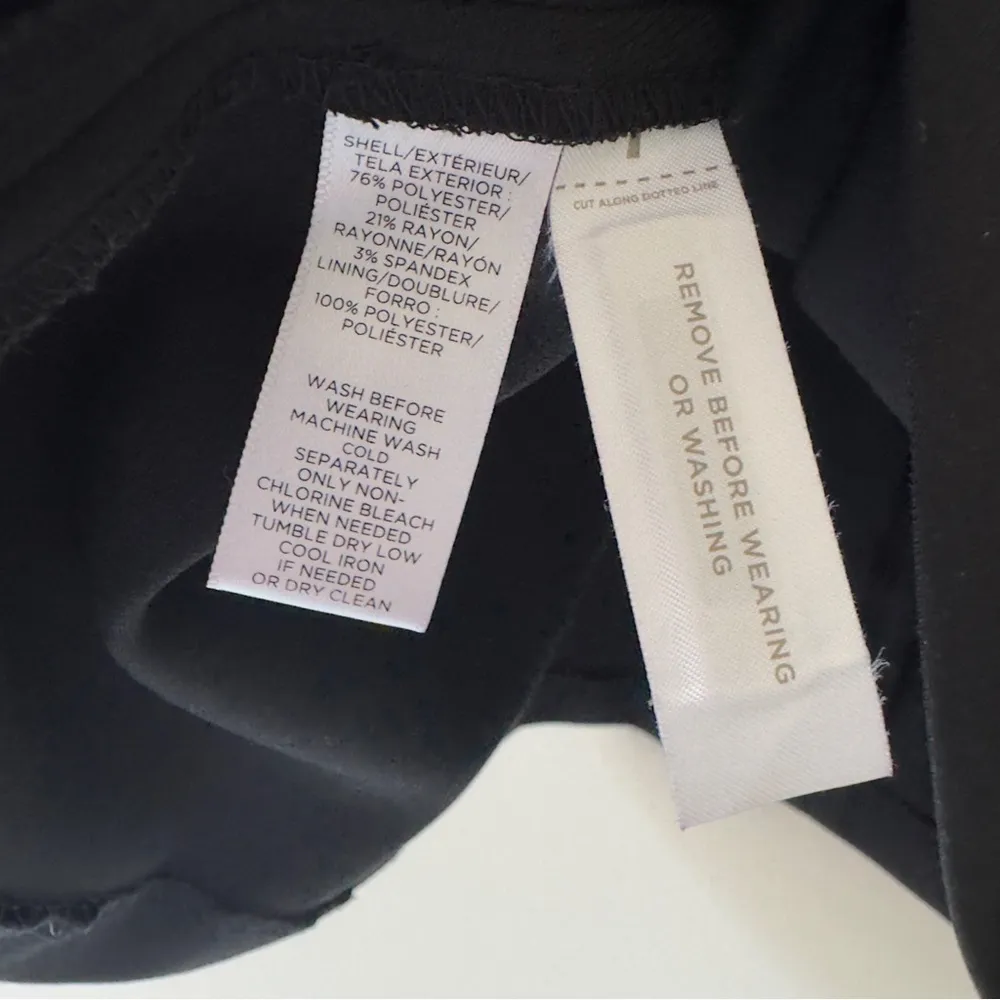 SHELL/EXTÉRIEUR/
TELA EXTERIOR :
76% POLYESTER/
POLIÉSTER
21% RAYON/
RAYONNE/RAYÓN
3% SPANDEX
LINING/DOUBLURE/
FORRO :
100% POLYESTER/
POLIÉSTER
WASH BEFORE
WEARING
MACHINE WASH
COLD
SEPARATELY
ONLY NON-
CHLORINE BLEACH
WHEN NEEDED
TUMBLE DRY LOW
COOL IRON
IF NEEDED
OR DRY CLEAN
CUT ALONG DOTTED LINE
REMOVE BEFORE WEARING
OR WASHING